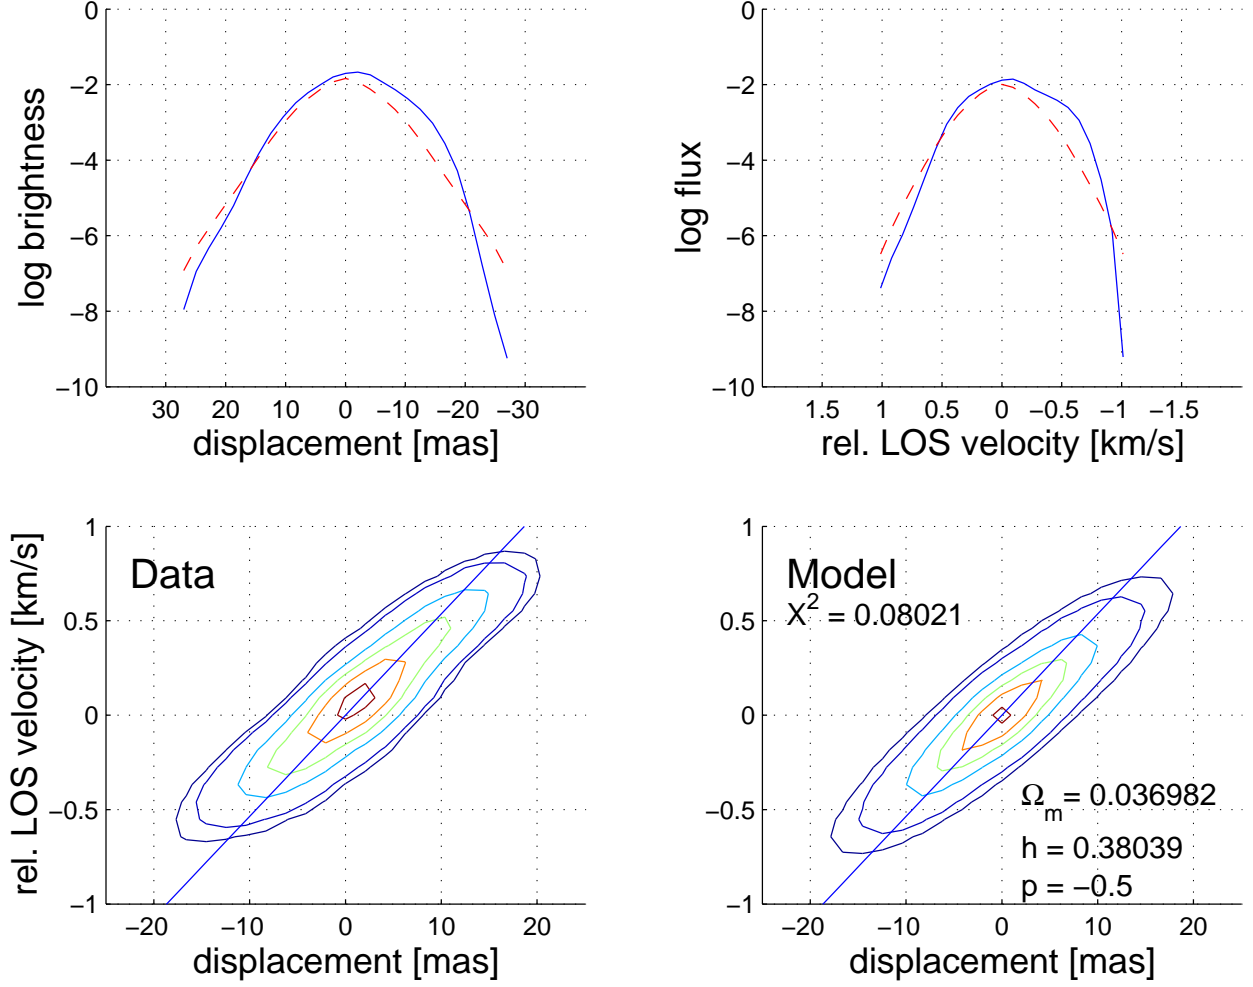 0
−2
−4
−6
−8
−10
log brightness
30 20 10 0 −10 −20 −30
displacement [mas]
0
−2
−4
−6
−8
−10
log flux
1.5 1 0.5 0 −0.5 −1 −1.5
rel. LOS velocity [km/s]
1
0.5
0
−0.5
−1
rel. LOS velocity [km/s]
Data
−20 −10 0 10 20
displacement [mas]
1
0.5
0
−0.5
−1
Model
X² = 0.08021
Ωₘ= 0.036982
h = 0.38039
p = −0.5
−20 −10 0 10 20
displacement [mas]